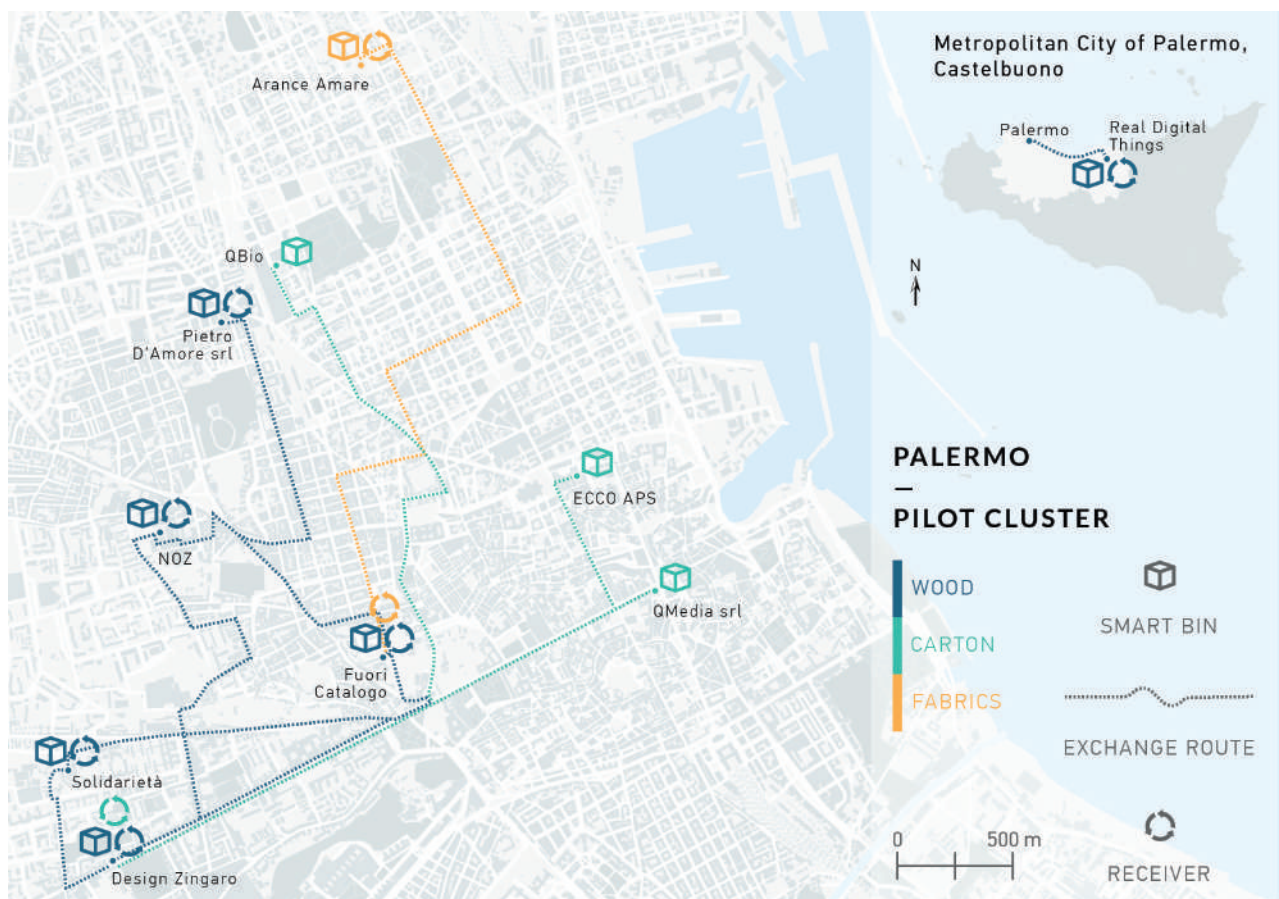 Arance Amare
QBio
Pietro
D'Amore srl
NOZ
ECCO APS
QMedia srl
Fuori
Catalogo
Solidarietà
Design Zingaro
Metropolitan City of Palermo,
Castelbuono
Palermo
Real Digital
Things
N
PALERMO
—
PILOT CLUSTER
WOOD
CARTON
FABRICS
SMART BIN
EXCHANGE ROUTE
0 500 m
RECEIVER